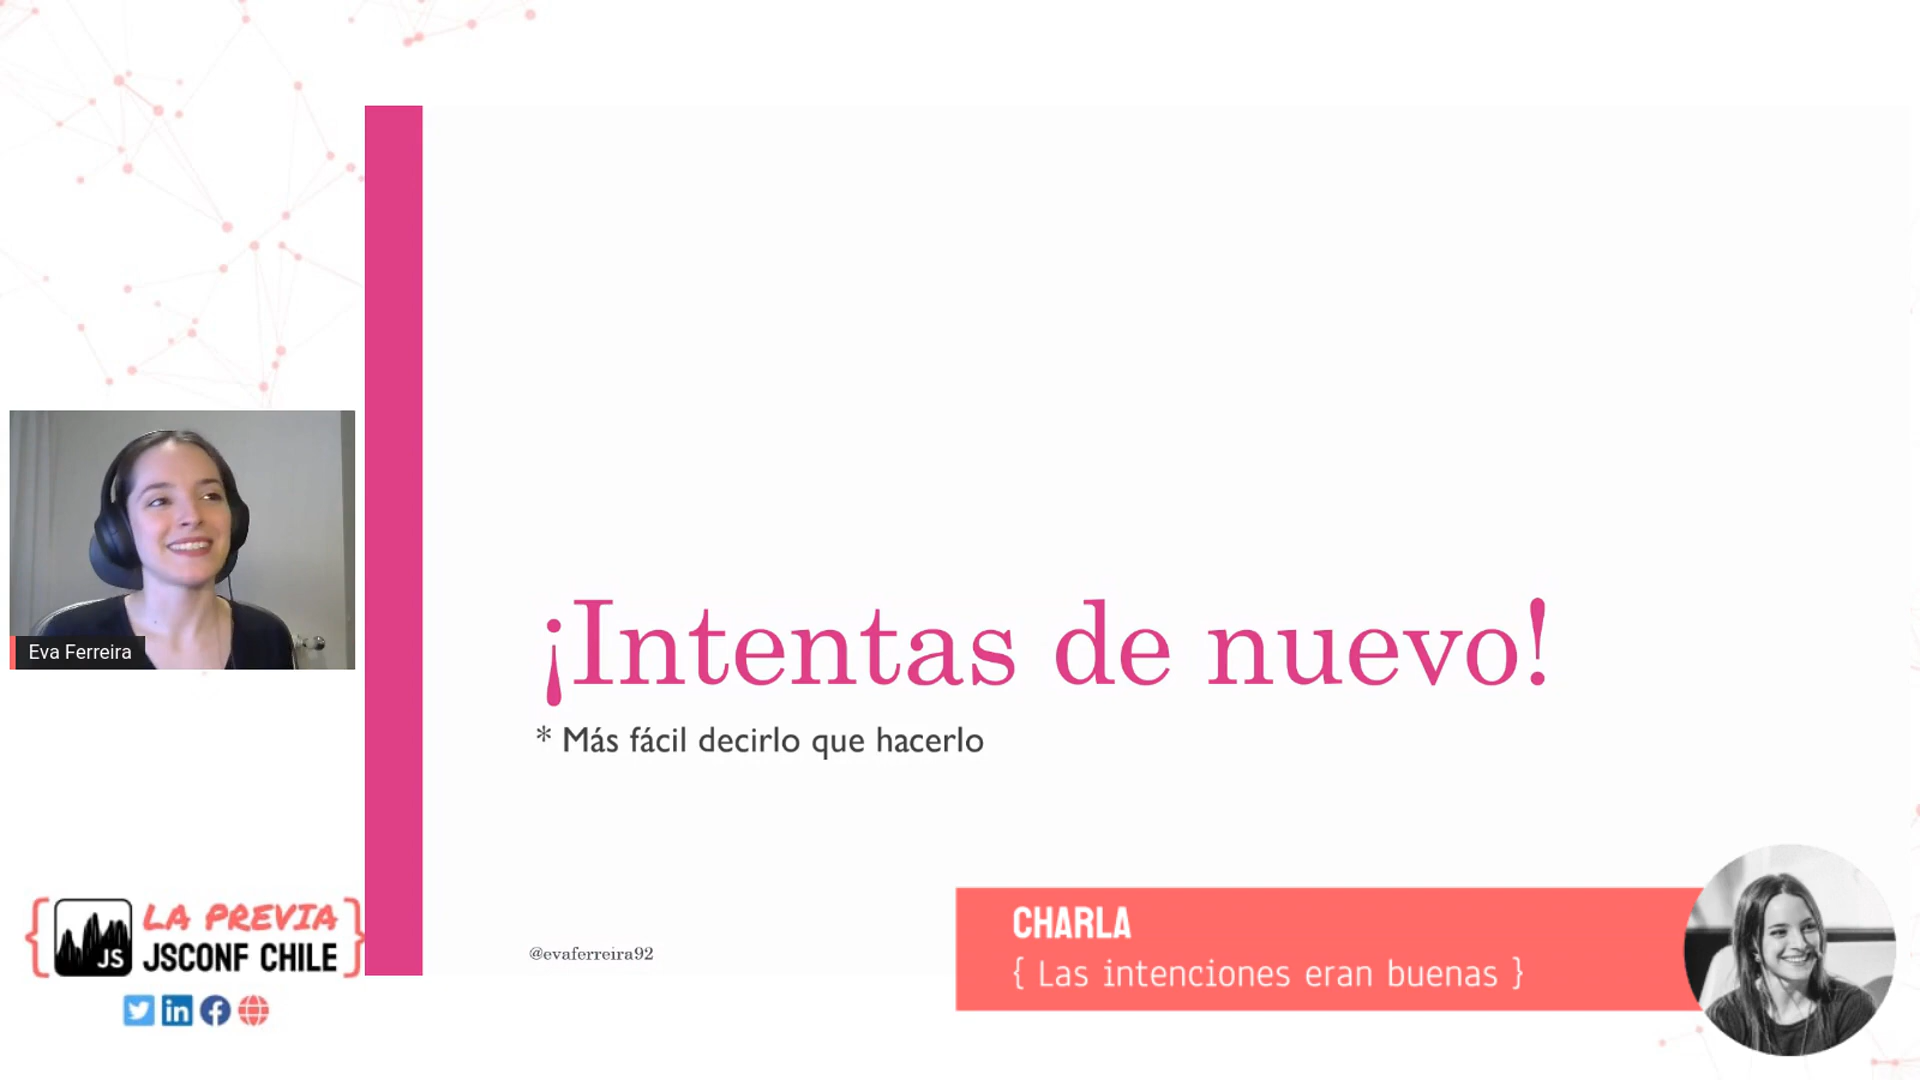 ¡Intentas de nuevo!
* Más fácil decirlo que hacerlo
Eva Ferreira
@evaferreira92
CHARLA
{ Las intenciones eran buenas }
{ JS LA PREVIA
JSCONF CHILE }